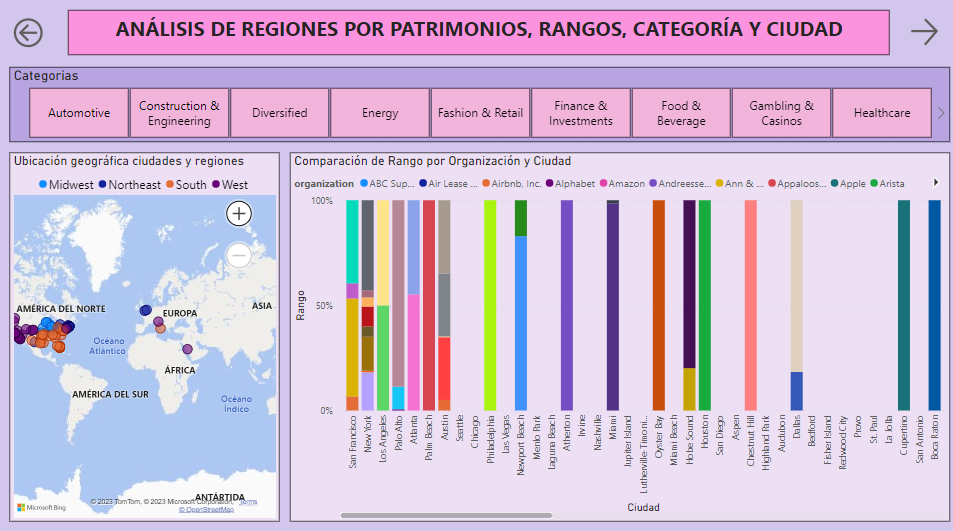 ANÁLISIS DE REGIONES POR PATRIMONIOS, RANGOS, CATEGORÍA Y CIUDAD
Categorias
Automotive
Construction &
Engineering
Diversified
Energy
Fashion & Retail
Finance &
Investments
Food &
Beverage
Gambling &
Casinos
Healthcare
Ubicación geográfica ciudades y regiones
Midwest Northeast South West
AMÉRICA DEL NORTE
EUROPA
ASIA
Océano
Atlántico
ÁFRICA
AMÉRICA DEL SUR
Océano
Índico
ANTÁRTIDA
Microsoft Bing
© 2023 TomTom, © 2023 Microsoft Corporation, Terms
© OpenStreetMap
Comparación de Rango por Organización y Ciudad
organization ABC Sup... Air Lease ... Airbnb, Inc. Alphabet Amazon Andreesse... Ann & ... Appaloos... Apple Arista
100%
50%
0%
Rango
San Francisco
New York
Los Angeles
Palo Alto
Atlanta
Palm Beach
Austin
Seattle
Chicago
Philadelphia
Las Vegas
Newport Beach
Menlo Park
Laguna Beach
Atherton
Irvine
Nashville
Miami
Jupiter Island
Lutherville-Timoni...
Oyster Bay
Miami Beach
Hobe Sound
Houston
San Diego
Aspen
Chestnut Hill
Highland Park
Audubon
Dallas
Bedford
Fisher Island
Redwood City
Provo
St. Paul
La Jolla
Cupertino
San Antonio
Boca Raton
Ciudad